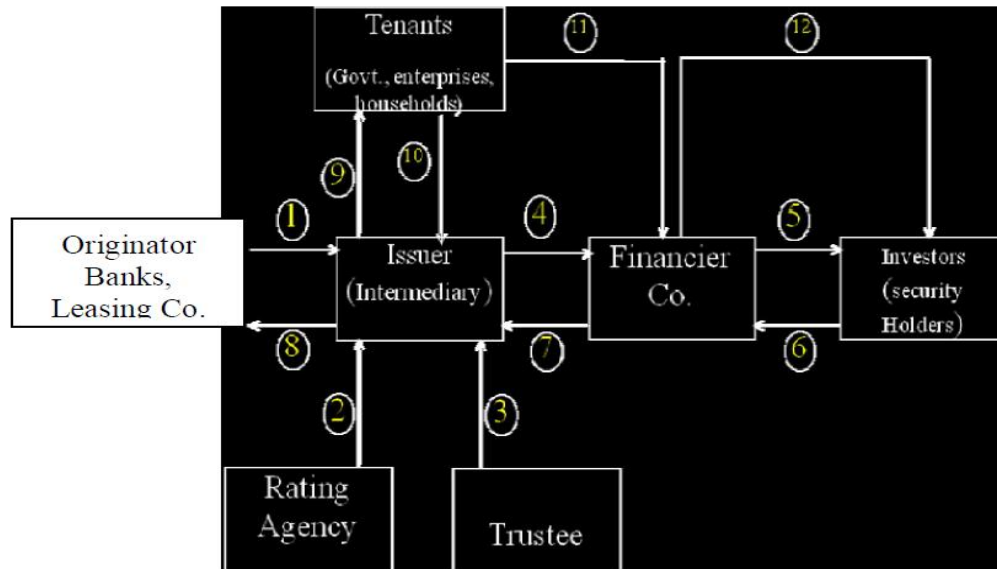 Tenants
(Govt., enterprises,
households)
11
12
9
10
1
4
5
Originator
Banks,
Leasing Co.
Issuer
(Intermediary)
Financier
Co.
Investors
(security
Holders)
8
7
6
2
3
Rating
Agency
Trustee